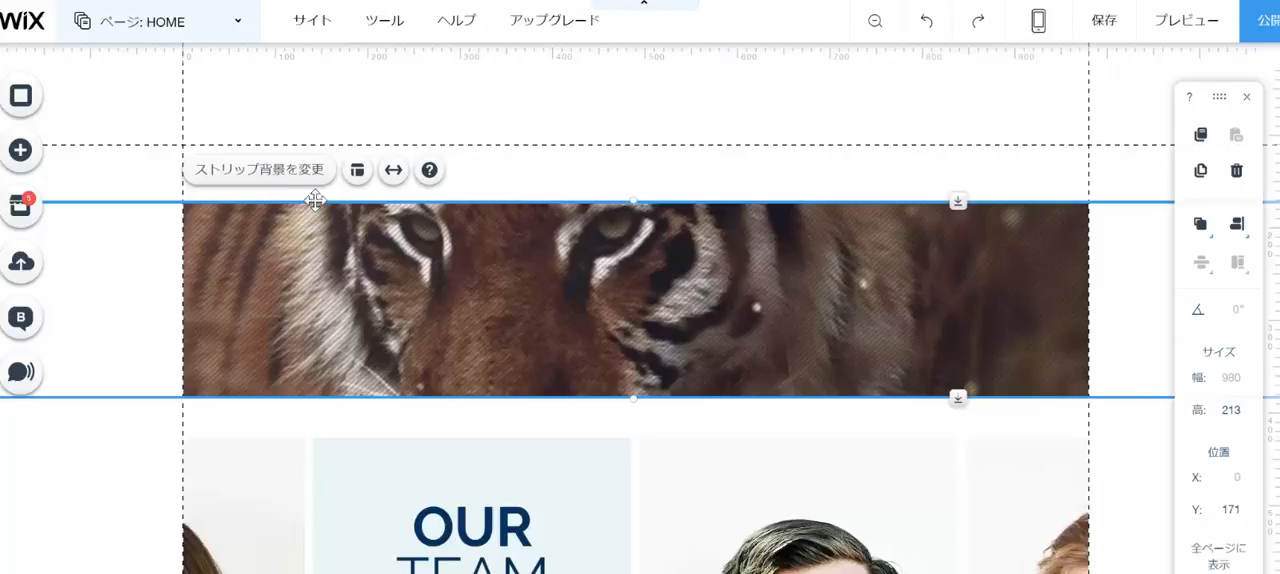 WiX ページ: HOME サイト ツール ヘルプ アップグレード 保存 プレビュー 公開
0 100 200 300 400 500 600 700 800 900
ストリップ背景を変更 ?
? ×
5
B
0°
サイズ
幅: 980
高: 213
位置
X: 0
Y: 171
全ページに
表示
OUR
TEAM